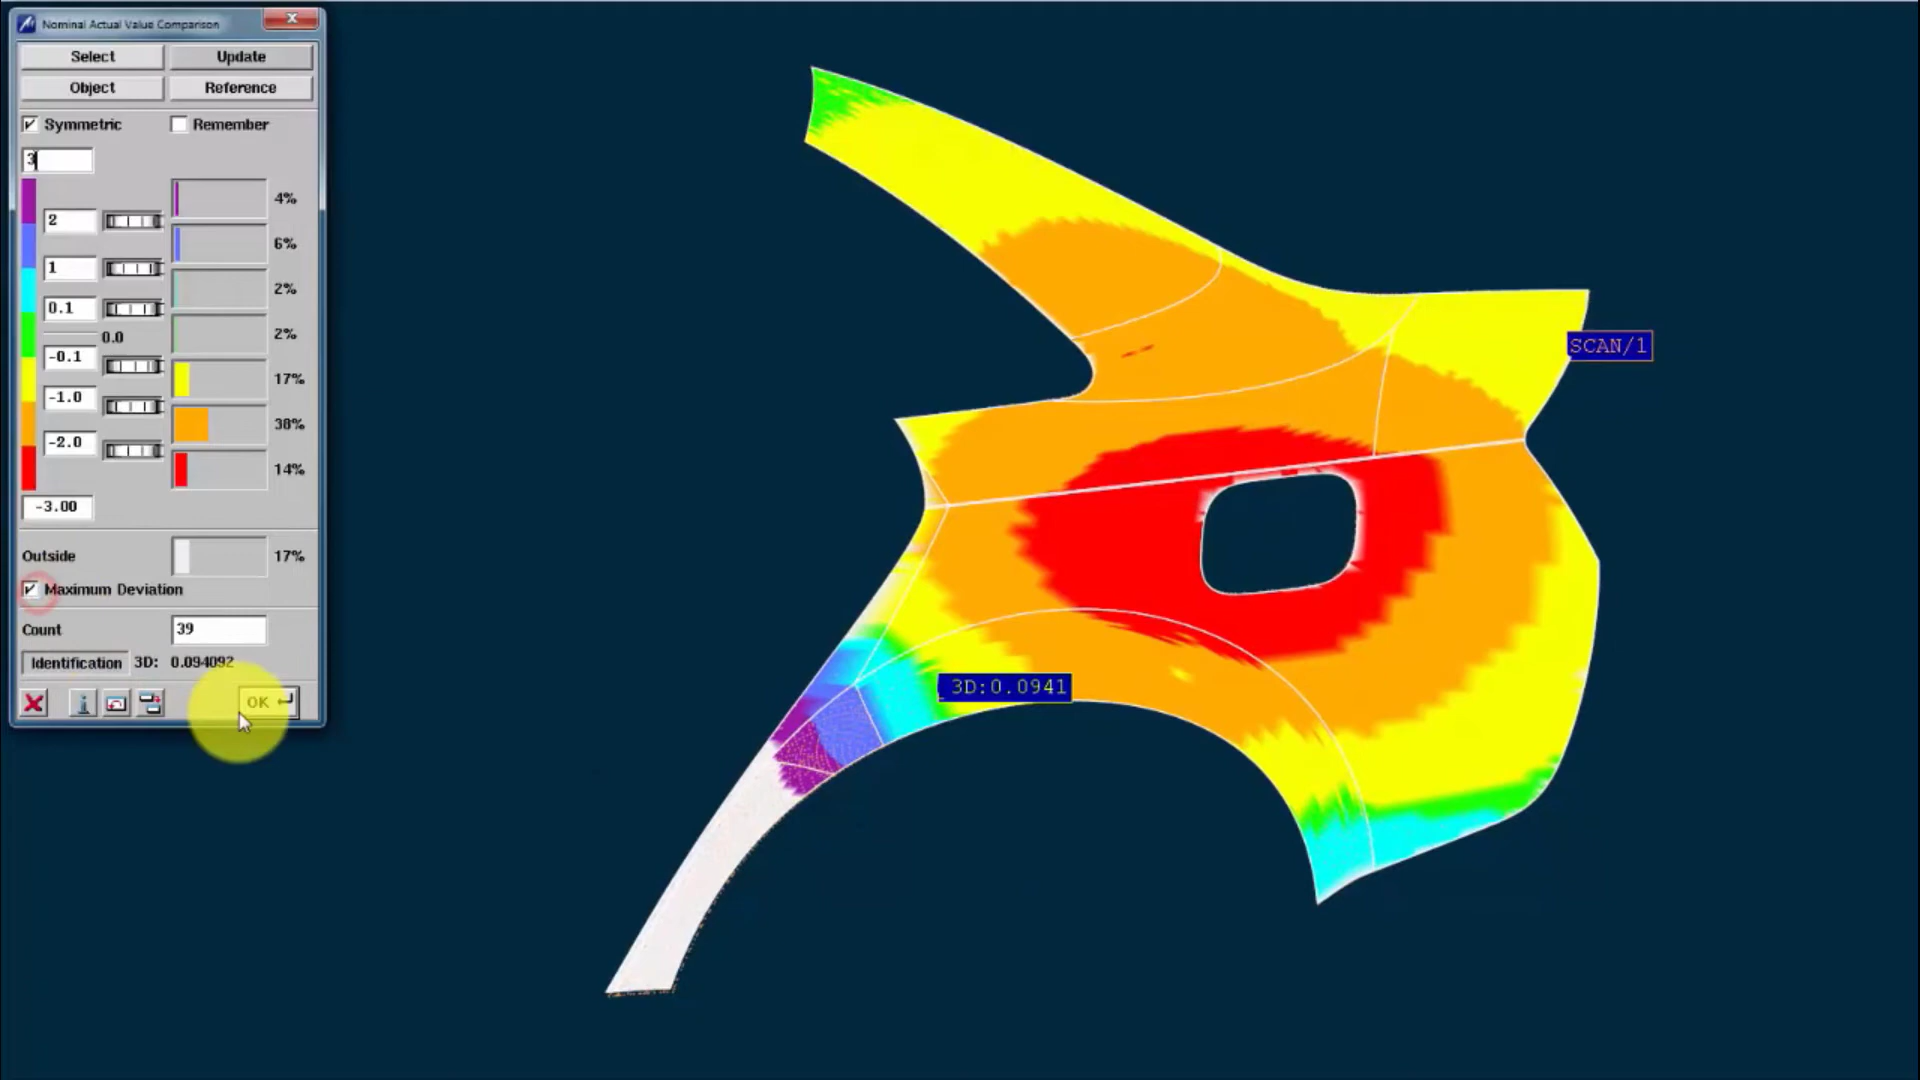 Nominal Actual Value Comparison
Select Update
Object Reference
Symmetric Remember
3
4%
2
6%
1
2%
0.1
0.0
2%
-0.1
17%
-1.0
38%
-2.0
14%
-3.00
Outside 17%
Maximum Deviation
Count 39
Identification 3D: 0.094092
OK
SCAN/1
3D:0.0941